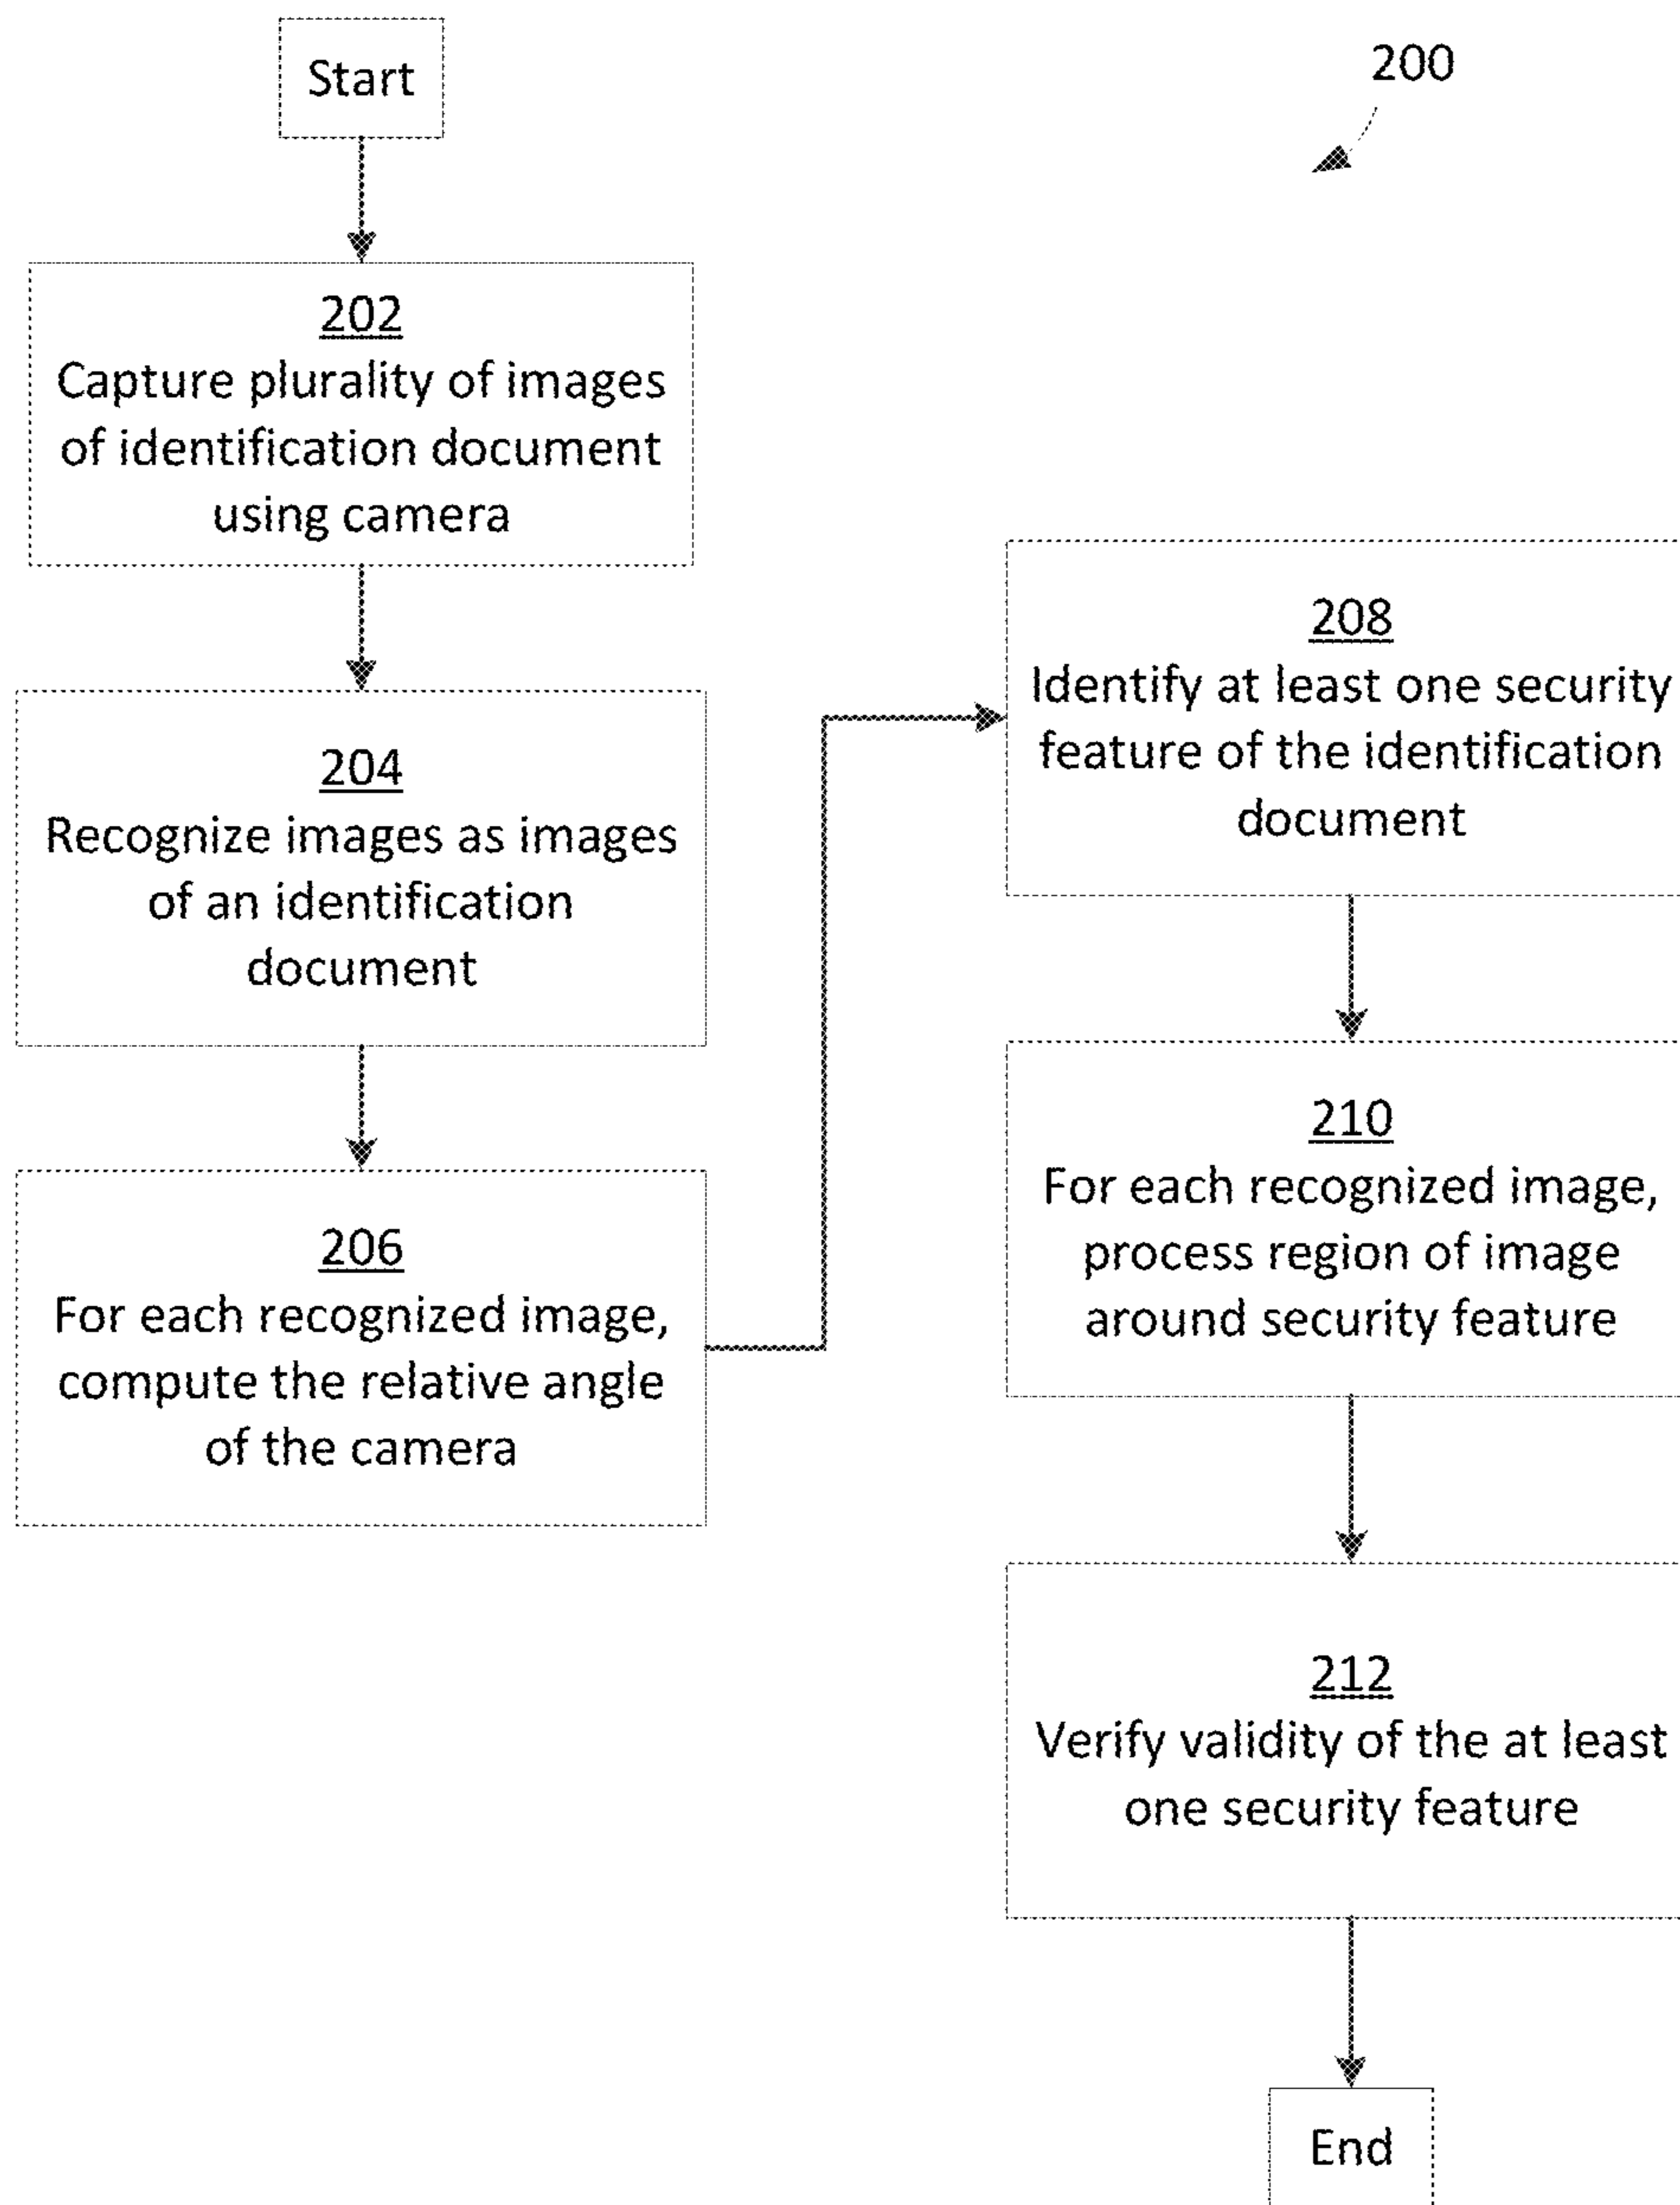 Start
200
202
Capture plurality of images
of identification document
using camera
204
Recognize images as images
of an identification
document
206
For each recognized image,
compute the relative angle
of the camera
208
Identify at least one security
feature of the identification
document
210
For each recognized image,
process region of image
around security feature
212
Verify validity of the at least
one security feature
End